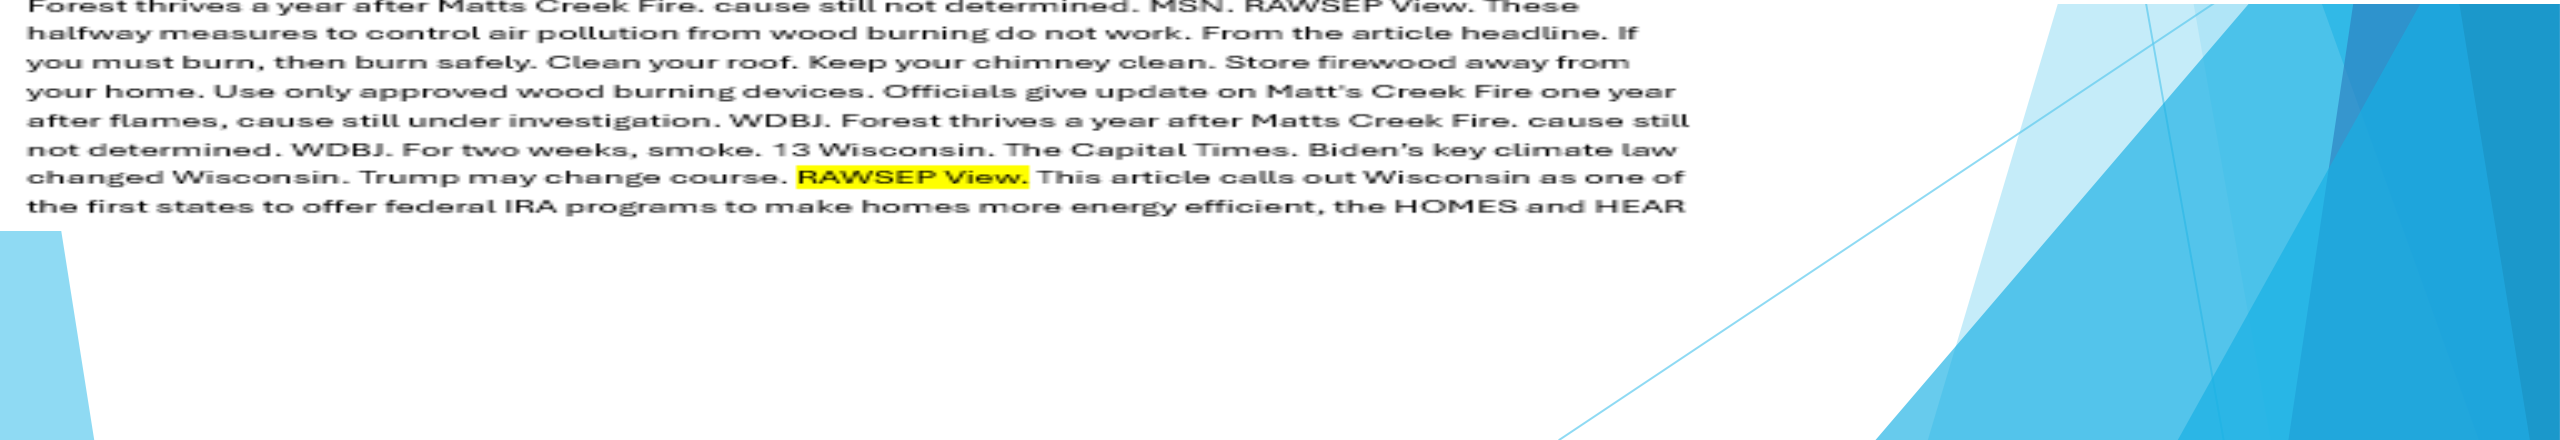 Forest thrives a year after Matts Creek Fire. cause still not determined. MSN. RAWSEP View. These
halfway measures to control air pollution from wood burning do not work. From the article headline. If
you must burn, then burn safely. Clean your roof. Keep your chimney clean. Store firewood away from
your home. Use only approved wood burning devices. Officials give update on Matt's Creek Fire one year
after flames, cause still under investigation. WDBJ. Forest thrives a year after Matts Creek Fire. cause still
not determined. WDBJ. For two weeks, smoke. 13 Wisconsin. The Capital Times. Biden's key climate law
changed Wisconsin. Trump may change course. RAWSEP View. This article calls out Wisconsin as one of
the first states to offer federal IRA programs to make homes more energy efficient, the HOMES and HEAR